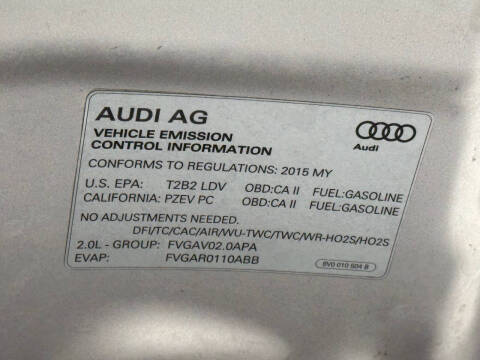 AUDI AG
VEHICLE EMISSION
CONTROL INFORMATION
Audi
CONFORMS TO REGULATIONS: 2015 MY
U.S. EPA: T2B2 LDV OBD:CA II FUEL:GASOLINE
CALIFORNIA: PZEV PC OBD:CA II FUEL:GASOLINE
NO ADJUSTMENTS NEEDED.
DFI/TC/CAC/AIR/WU-TWC/TWC/WR-HO2S/HO2S
2.0L - GROUP: FVGAV02.0APA
EVAP: FVGAR0110ABB
8V0 010 504 B